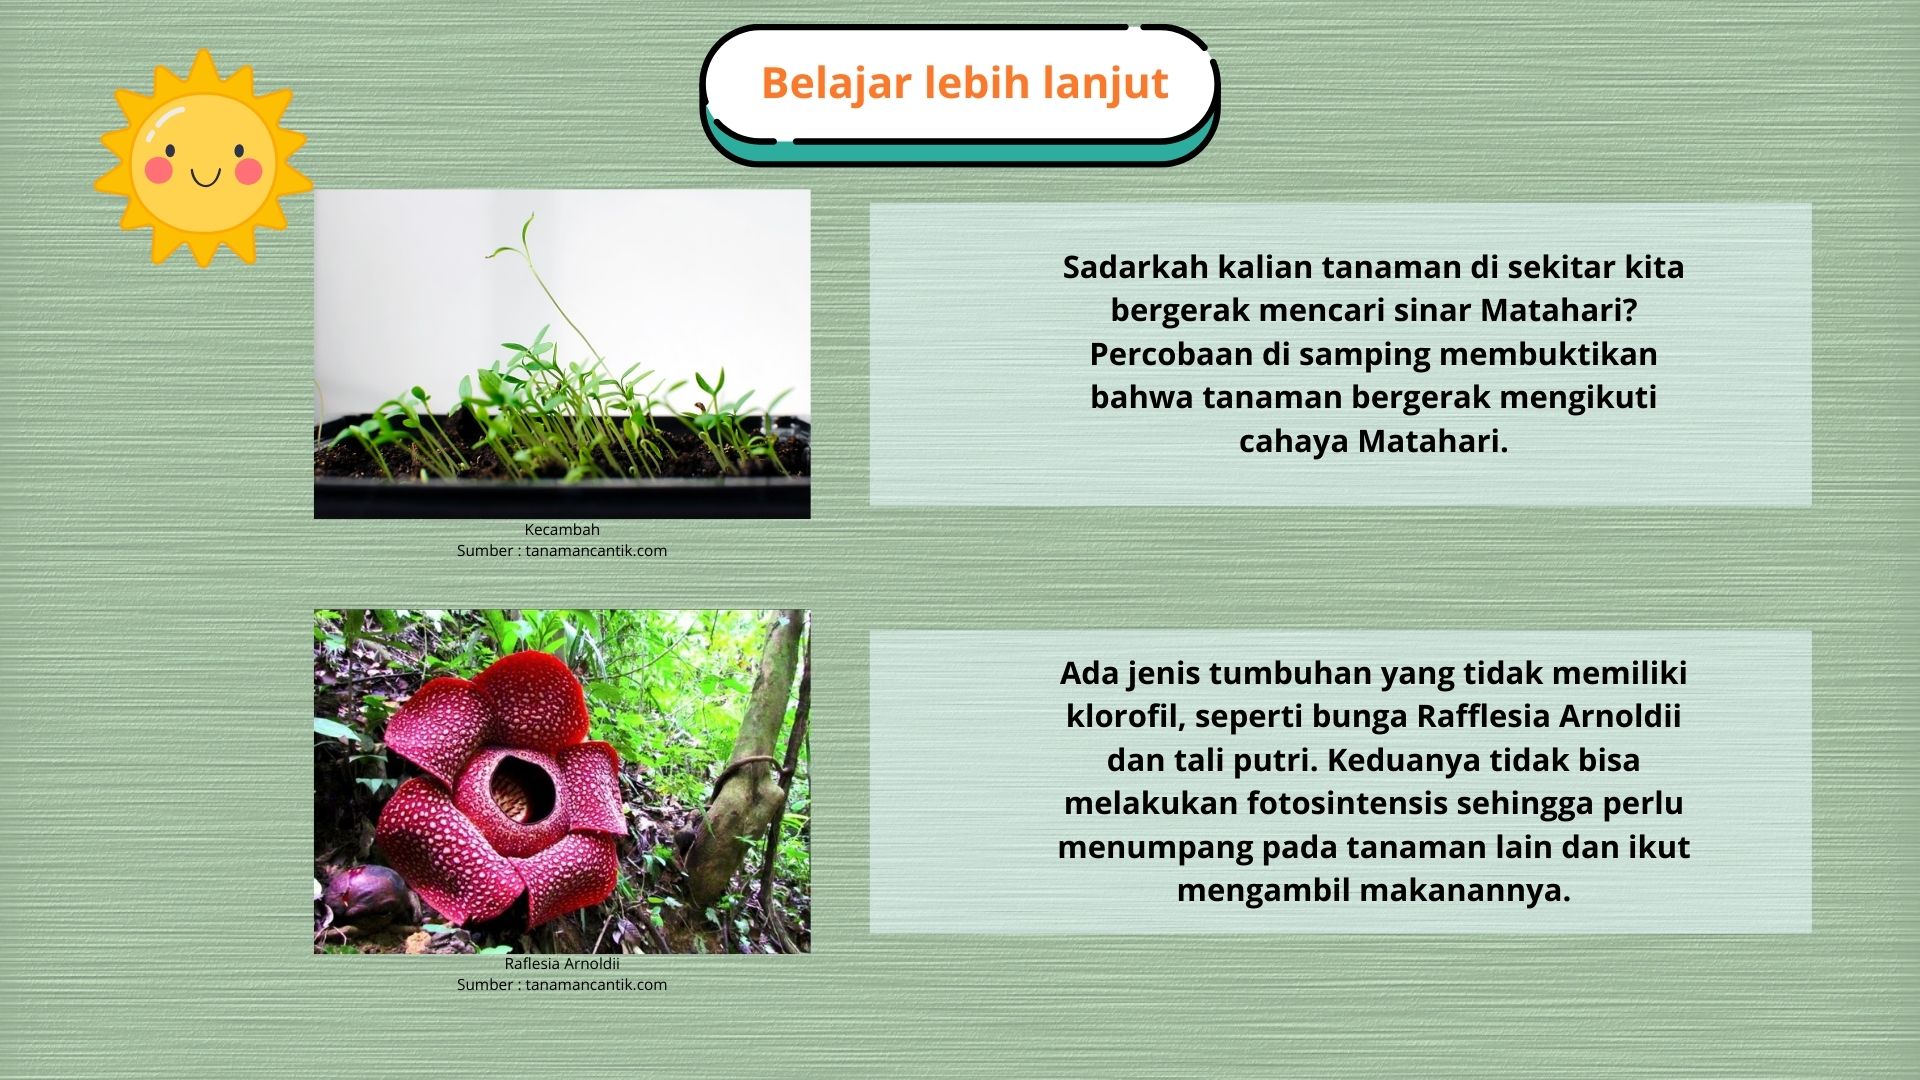 Belajar lebih lanjut
Sadarkah kalian tanaman di sekitar kita
bergerak mencari sinar Matahari?
Percobaan di samping membuktikan
bahwa tanaman bergerak mengikuti
cahaya Matahari.
Kecambah
Sumber : tanamancantik.com
Ada jenis tumbuhan yang tidak memiliki
klorofil, seperti bunga Rafflesia Arnoldii
dan tali putri. Keduanya tidak bisa
melakukan fotosintensis sehingga perlu
menumpang pada tanaman lain dan ikut
mengambil makanannya.
Raflesia Arnoldii
Sumber : tanamancantik.com